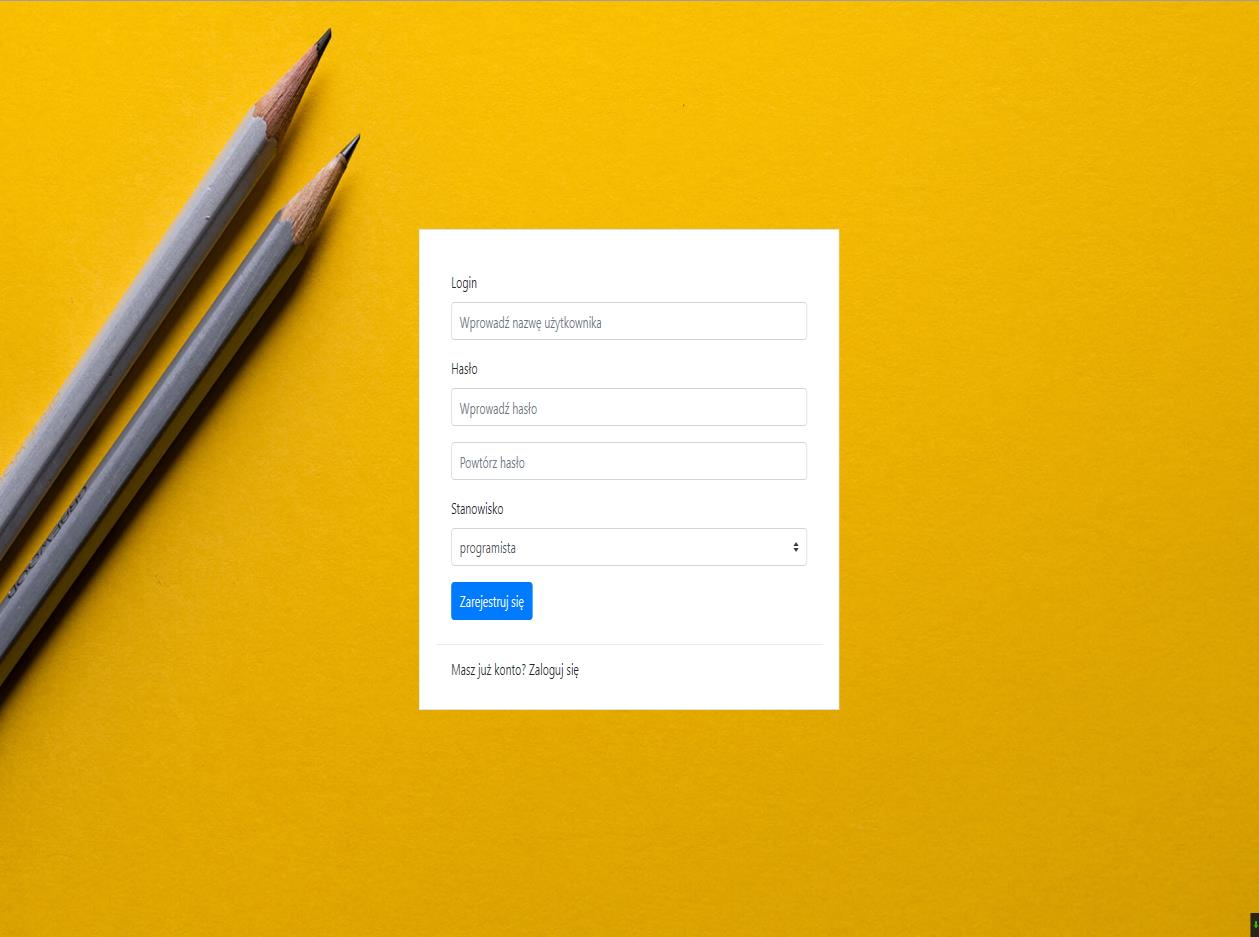 Login
Wprowadź nazwę użytkownika
Hasło
Wprowadź hasło
Powtórz hasło
Stanowisko
programista
Zarejestruj się
Masz już konto? Zaloguj się